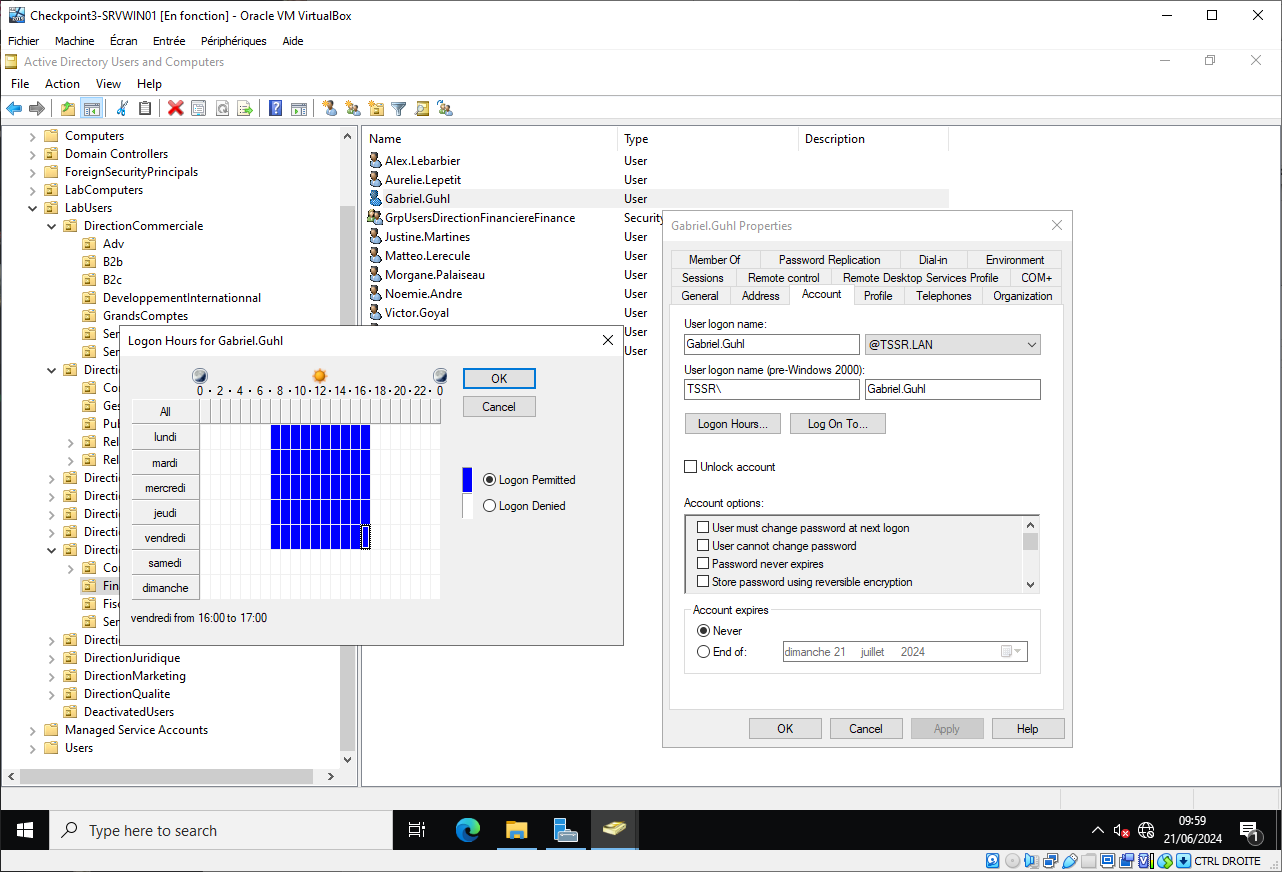 Checkpoint3-SRVWIN01 [En fonction] - Oracle VM VirtualBox
Fichier Machine Écran Entrée Périphériques Aide
Active Directory Users and Computers
File Action View Help
Computers
Domain Controllers
ForeignSecurityPrincipals
LabComputers
LabUsers
DirectionCommerciale
Adv
B2b
B2c
DeveloppementInternationnal
GrandsComptes
Ser
Ser
Directi
Co
Ges
Pub
Rel
Rel
Directi
Directi
Directi
Directi
Directi
Co
Fin
Fisc
Ser
Directi
DirectionJuridique
DirectionMarketing
DirectionQualite
DeactivatedUsers
Managed Service Accounts
Users
Name Type Description
Alex.Lebarbier User
Aurelie.Lepetit User
Gabriel.Guhl User
GrpUsersDirectionFinanciereFinance Security
Justine.Martines User
Matteo.Lerecule User
Morgane.Palaiseau User
Noemie.Andre User
Victor.Goyal User
User
User
Logon Hours for Gabriel.Guhl
0 · 2 · 4 · 6 · 8 · 10 · 12 · 14 · 16 · 18 · 20 · 22 · 0
All
lundi
mardi
mercredi
jeudi
vendredi
samedi
dimanche
vendredi from 16:00 to 17:00
OK
Cancel
Logon Permitted
Logon Denied
Gabriel.Guhl Properties
Member Of Password Replication Dial-in Environment
Sessions Remote control Remote Desktop Services Profile COM+
General Address Account Profile Telephones Organization
User logon name:
Gabriel.Guhl @TSSR.LAN
User logon name (pre-Windows 2000):
TSSR\ Gabriel.Guhl
Logon Hours... Log On To...
Unlock account
Account options:
User must change password at next logon
User cannot change password
Password never expires
Store password using reversible encryption
Account expires
Never
End of: dimanche 21 juillet 2024
OK Cancel Apply Help
Type here to search
09:59
21/06/2024
1
CTRL DROITE